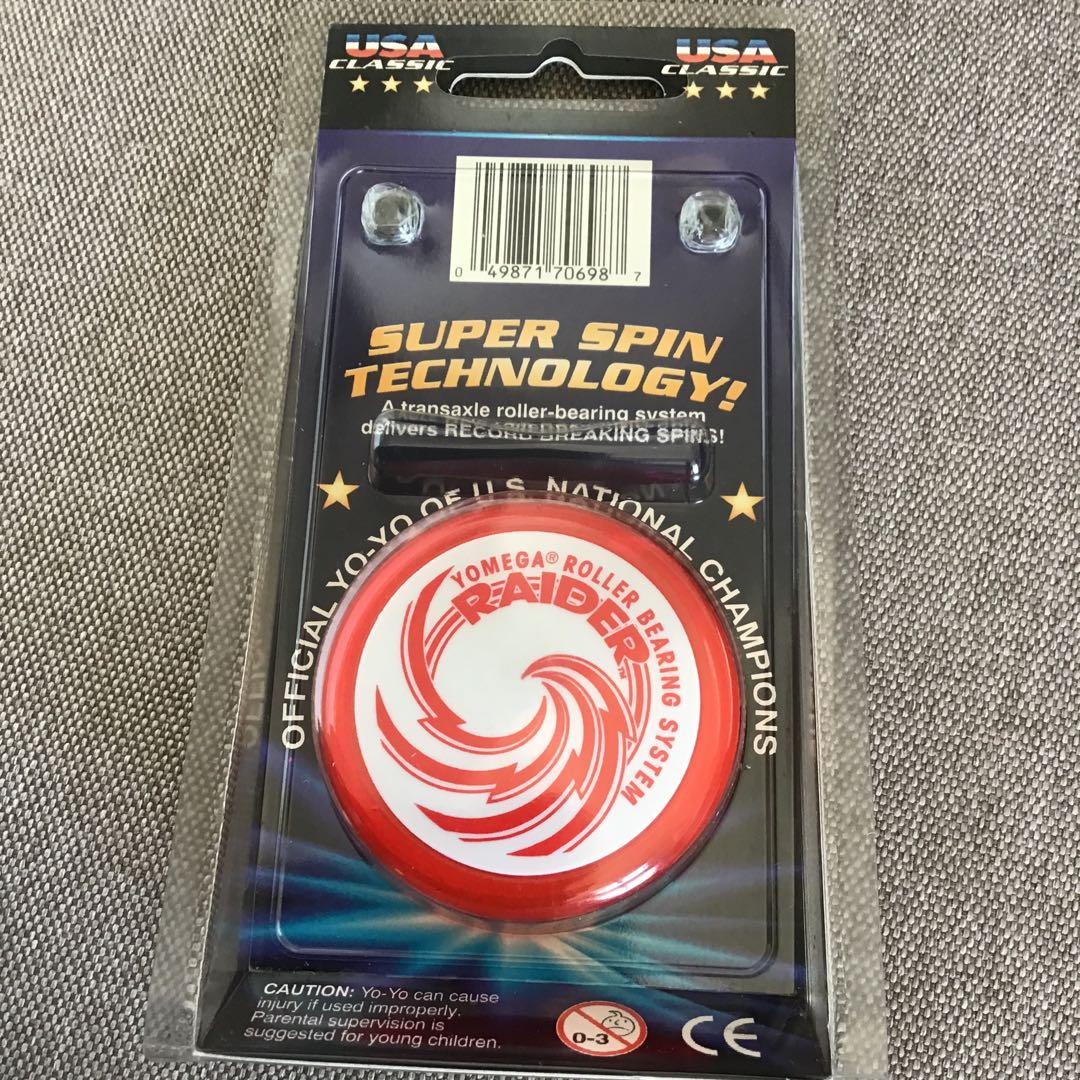 USA
CLASSIC
USA
CLASSIC
0 49871 70698 7
SUPER SPIN
TECHNOLOGY!
A transaxle roller-bearing system
delivers RECORD BREAKING SPINS!
OFFICIAL YO-YO OF U.S. NATIONAL CHAMPIONS
YOMEGA® ROLLER BEARING SYSTEM
RAIDER™
CAUTION: Yo-Yo can cause
injury if used improperly.
Parental supervision is
suggested for young children.
0-3
CE